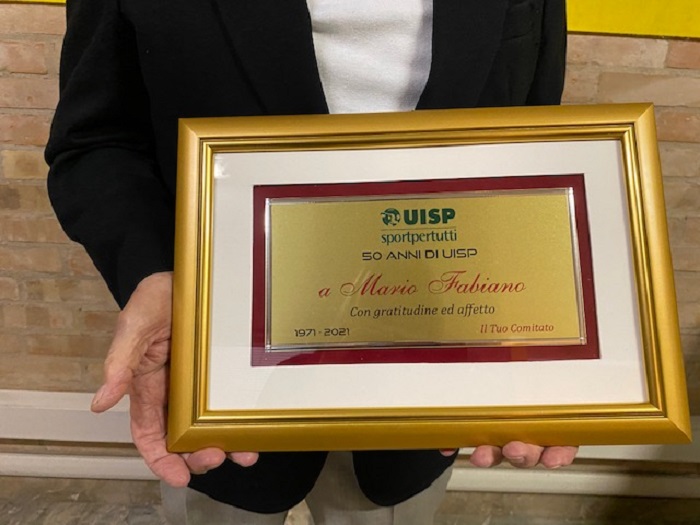 UISP
sportpertutti
50 ANNI DI UISP
a Mario Fabiano
Con gratitudine ed affetto
1971 - 2021 Il Tuo Comitato